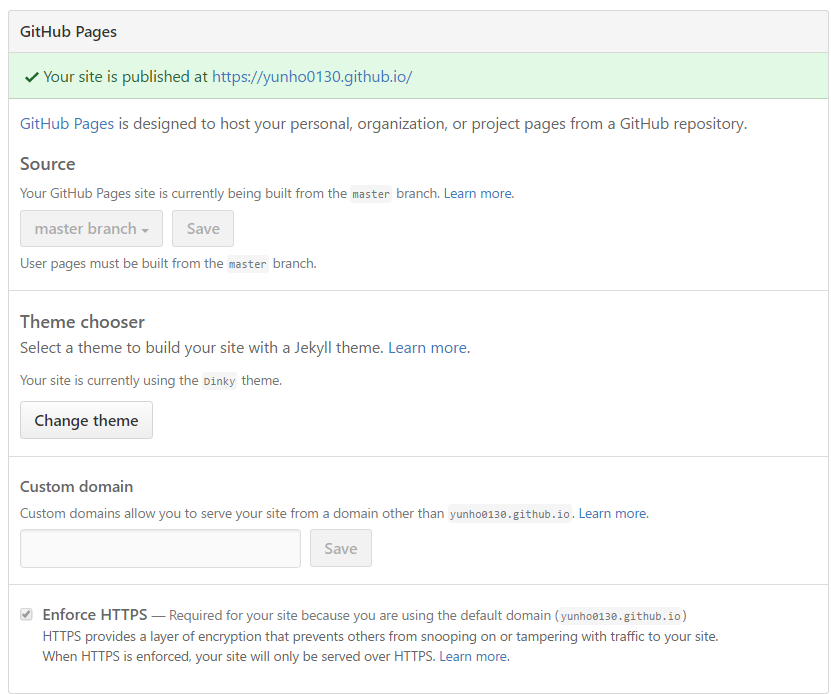 GitHub Pages
Your site is published at https://yunho0130.github.io/
GitHub Pages is designed to host your personal, organization, or project pages from a GitHub repository.
Source
Your GitHub Pages site is currently being built from the master branch. Learn more.
master branch Save
User pages must be built from the master branch.
Theme chooser
Select a theme to build your site with a Jekyll theme. Learn more.
Your site is currently using the Dinky theme.
Change theme
Custom domain
Custom domains allow you to serve your site from a domain other than yunho0130.github.io. Learn more.
Save
Enforce HTTPS — Required for your site because you are using the default domain (yunho0130.github.io)
HTTPS provides a layer of encryption that prevents others from snooping on or tampering with traffic to your site.
When HTTPS is enforced, your site will only be served over HTTPS. Learn more.